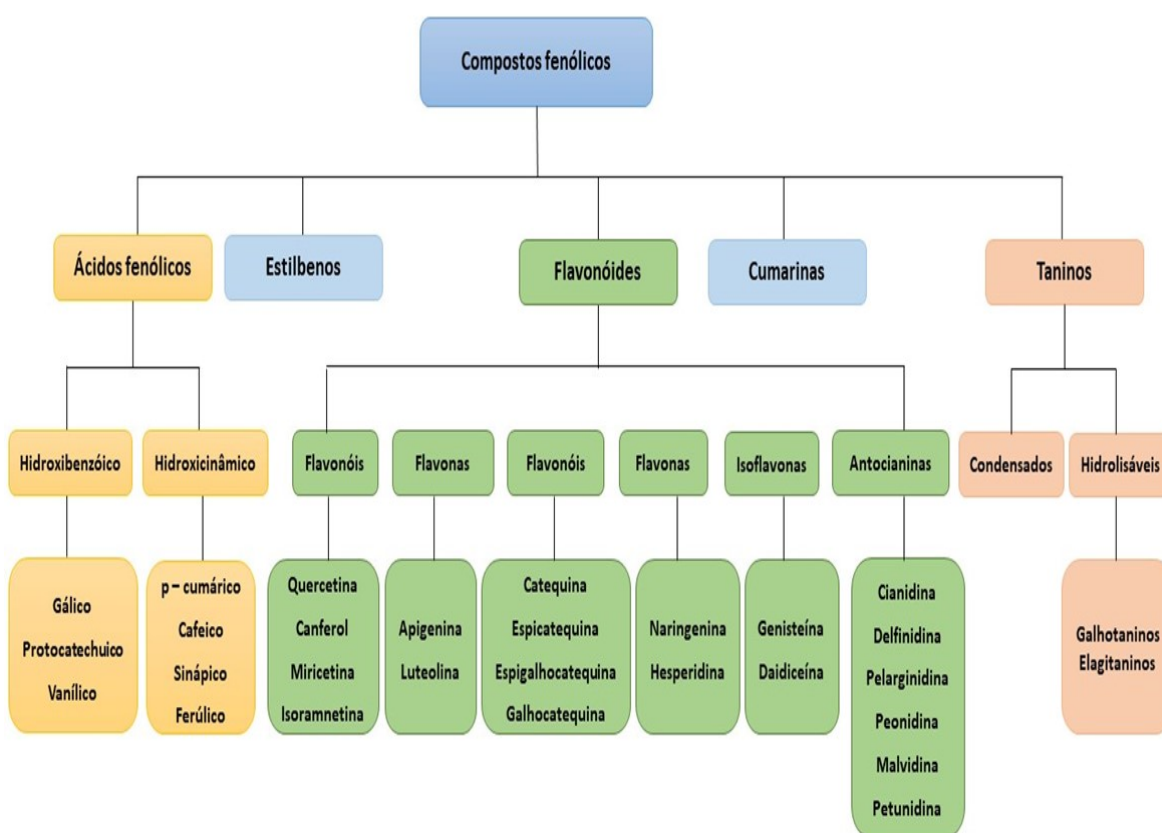 Compostos fenólicos
Ácidos fenólicos
Estilbenos
Flavonóides
Cumarinas
Taninos
Hidroxibenzóico
Hidroxicinâmico
Flavonóis
Flavonas
Flavonóis
Flavonas
Isoflavonas
Antocianinas
Condensados
Hidrolisáveis
Gálico
Protocatechuico
Vanílico
p – cumárico
Cafeico
Sinápico
Ferúlico
Quercetina
Canferol
Miricetina
Isoramnetina
Apigenina
Luteolina
Catequina
Espicatequina
Espigalhocatequina
Galhocatequina
Naringenina
Hesperidina
Genisteína
Daidiceína
Cianidina
Delfinidina
Pelarginidina
Peonidina
Malvidina
Petunidina
Galhotaninos
Elagitaninos